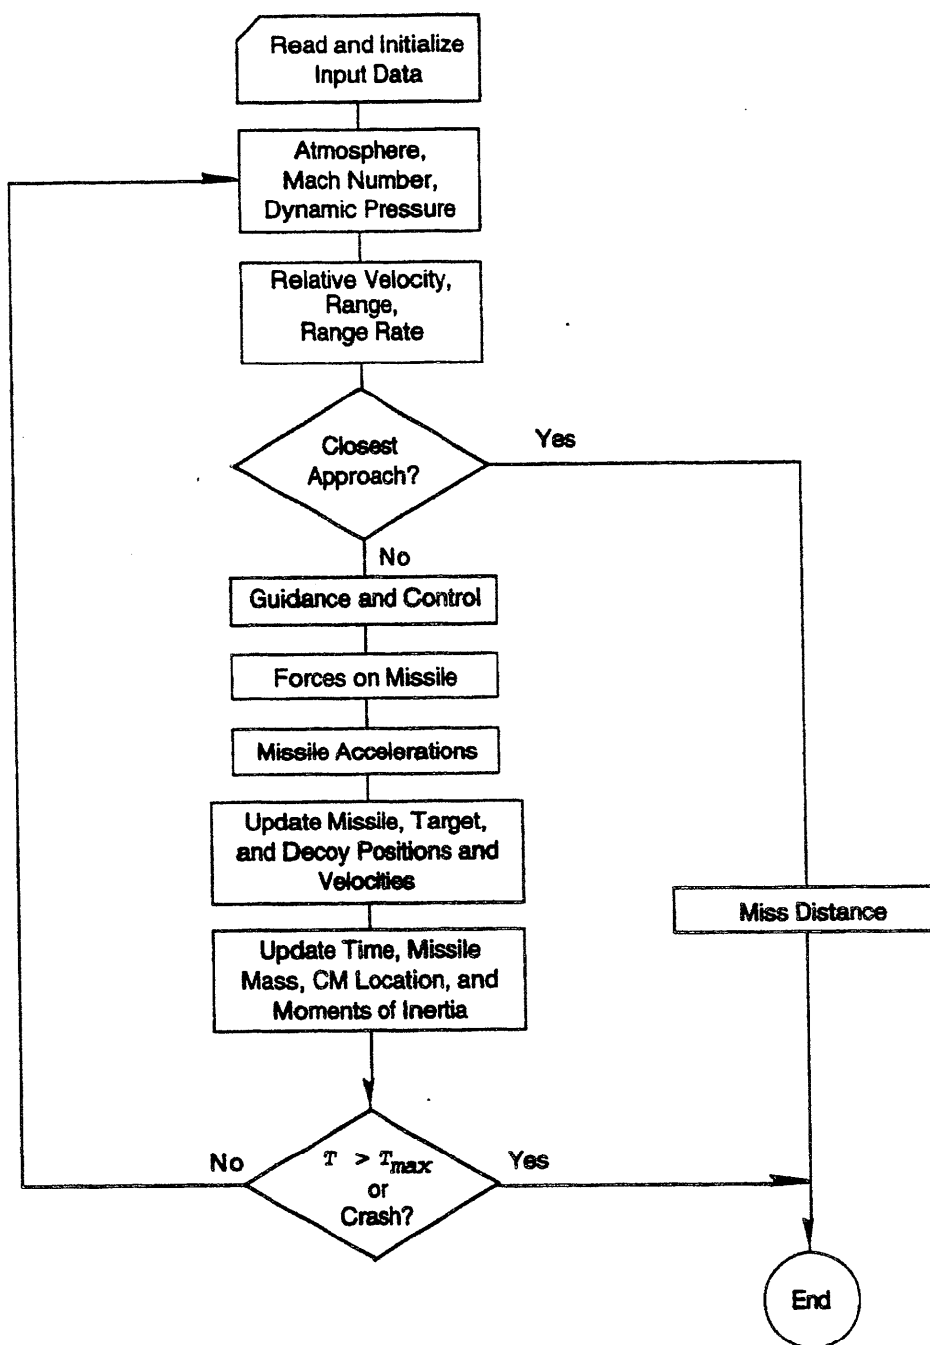 Read and Initialize
Input Data
Atmosphere,
Mach Number,
Dynamic Pressure
Relative Velocity,
Range,
Range Rate
Closest
Approach?
Yes
No
Guidance and Control
Forces on Missile
Missile Accelerations
Update Missile, Target,
and Decoy Positions and
Velocities
Miss Distance
Update Time, Missile
Mass, CM Location, and
Moments of Inertia
No
T > Tmax
or
Crash?
Yes
End